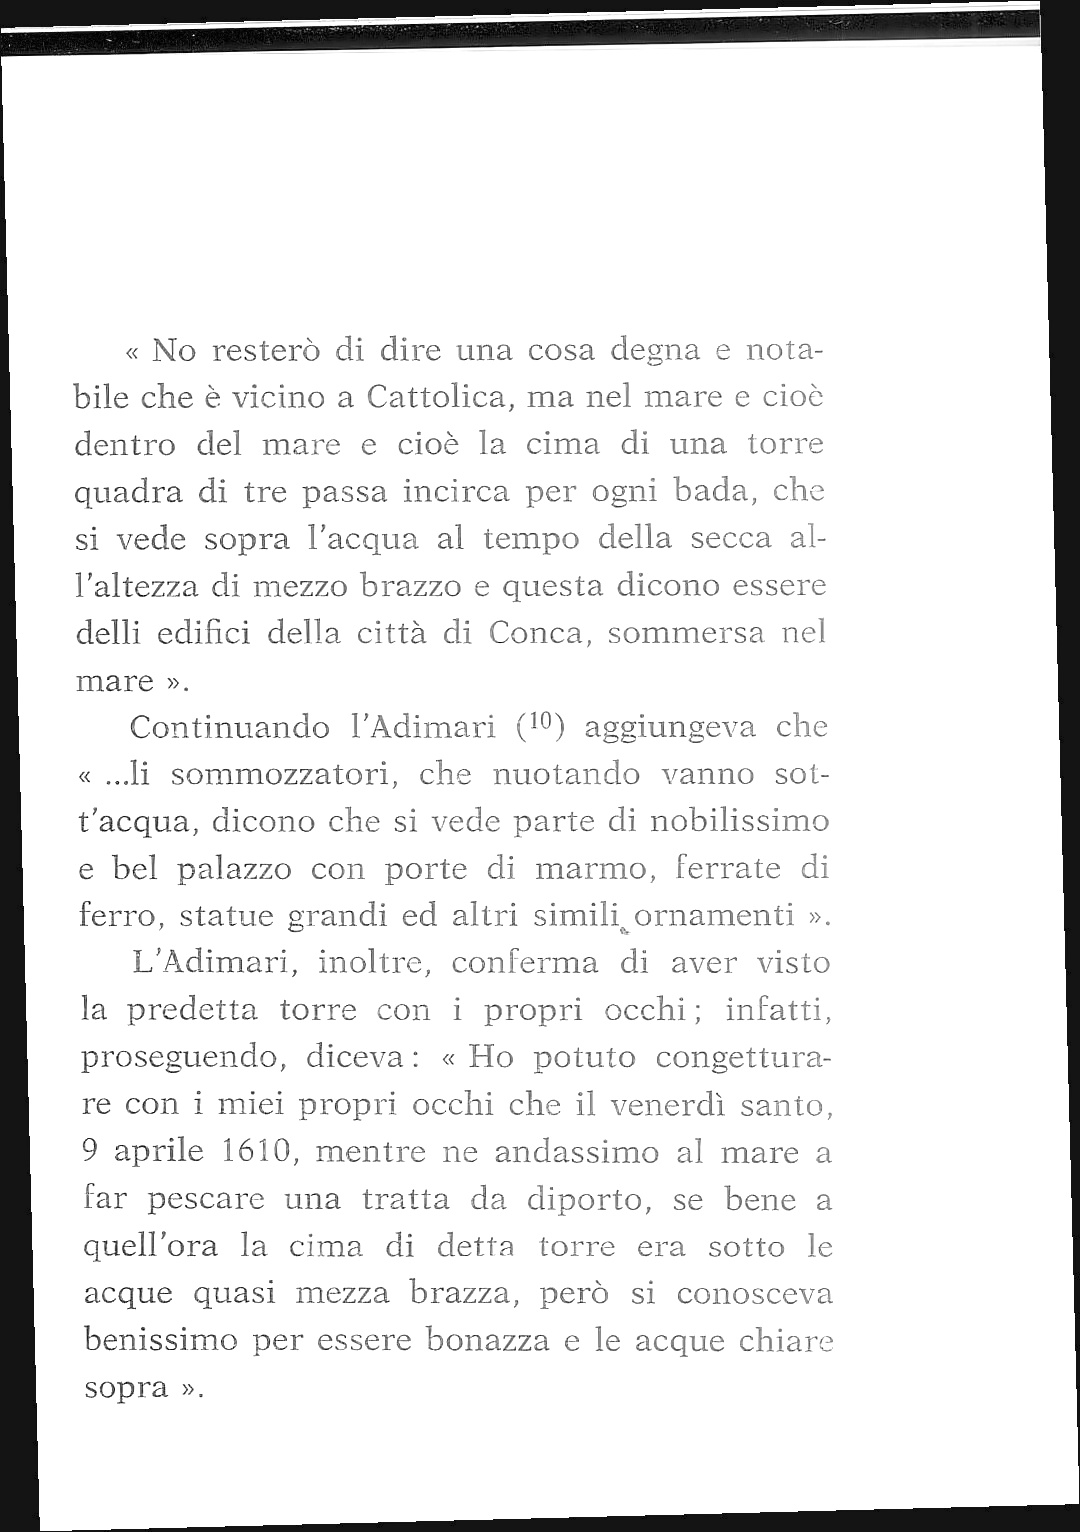 « No resterò di dire una cosa degna e nota-
bile che è vicino a Cattolica, ma nel mare e cioè
dentro del mare e cioè la cima di una torre
quadra di tre passa incirca per ogni bada, che
si vede sopra l'acqua al tempo della secca al-
l'altezza di mezzo brazzo e questa dicono essere
delli edifici della città di Conca, sommersa nel
mare ».
Continuando l'Adimari (¹⁰) aggiungeva che
« ...li sommozzatori, che nuotando vanno sot-
t'acqua, dicono che si vede parte di nobilissimo
e bel palazzo con porte di marmo, ferrate di
ferro, statue grandi ed altri simili ornamenti ».
L'Adimari, inoltre, conferma di aver visto
la predetta torre con i propri occhi; infatti,
proseguendo, diceva: « Ho potuto congettura-
re con i miei propri occhi che il venerdì santo,
9 aprile 1610, mentre ne andassimo al mare a
far pescare una tratta da diporto, se bene a
quell'ora la cima di detta torre era sotto le
acque quasi mezza brazza, però si conosceva
benissimo per essere bonazza e le acque chiare
sopra ».